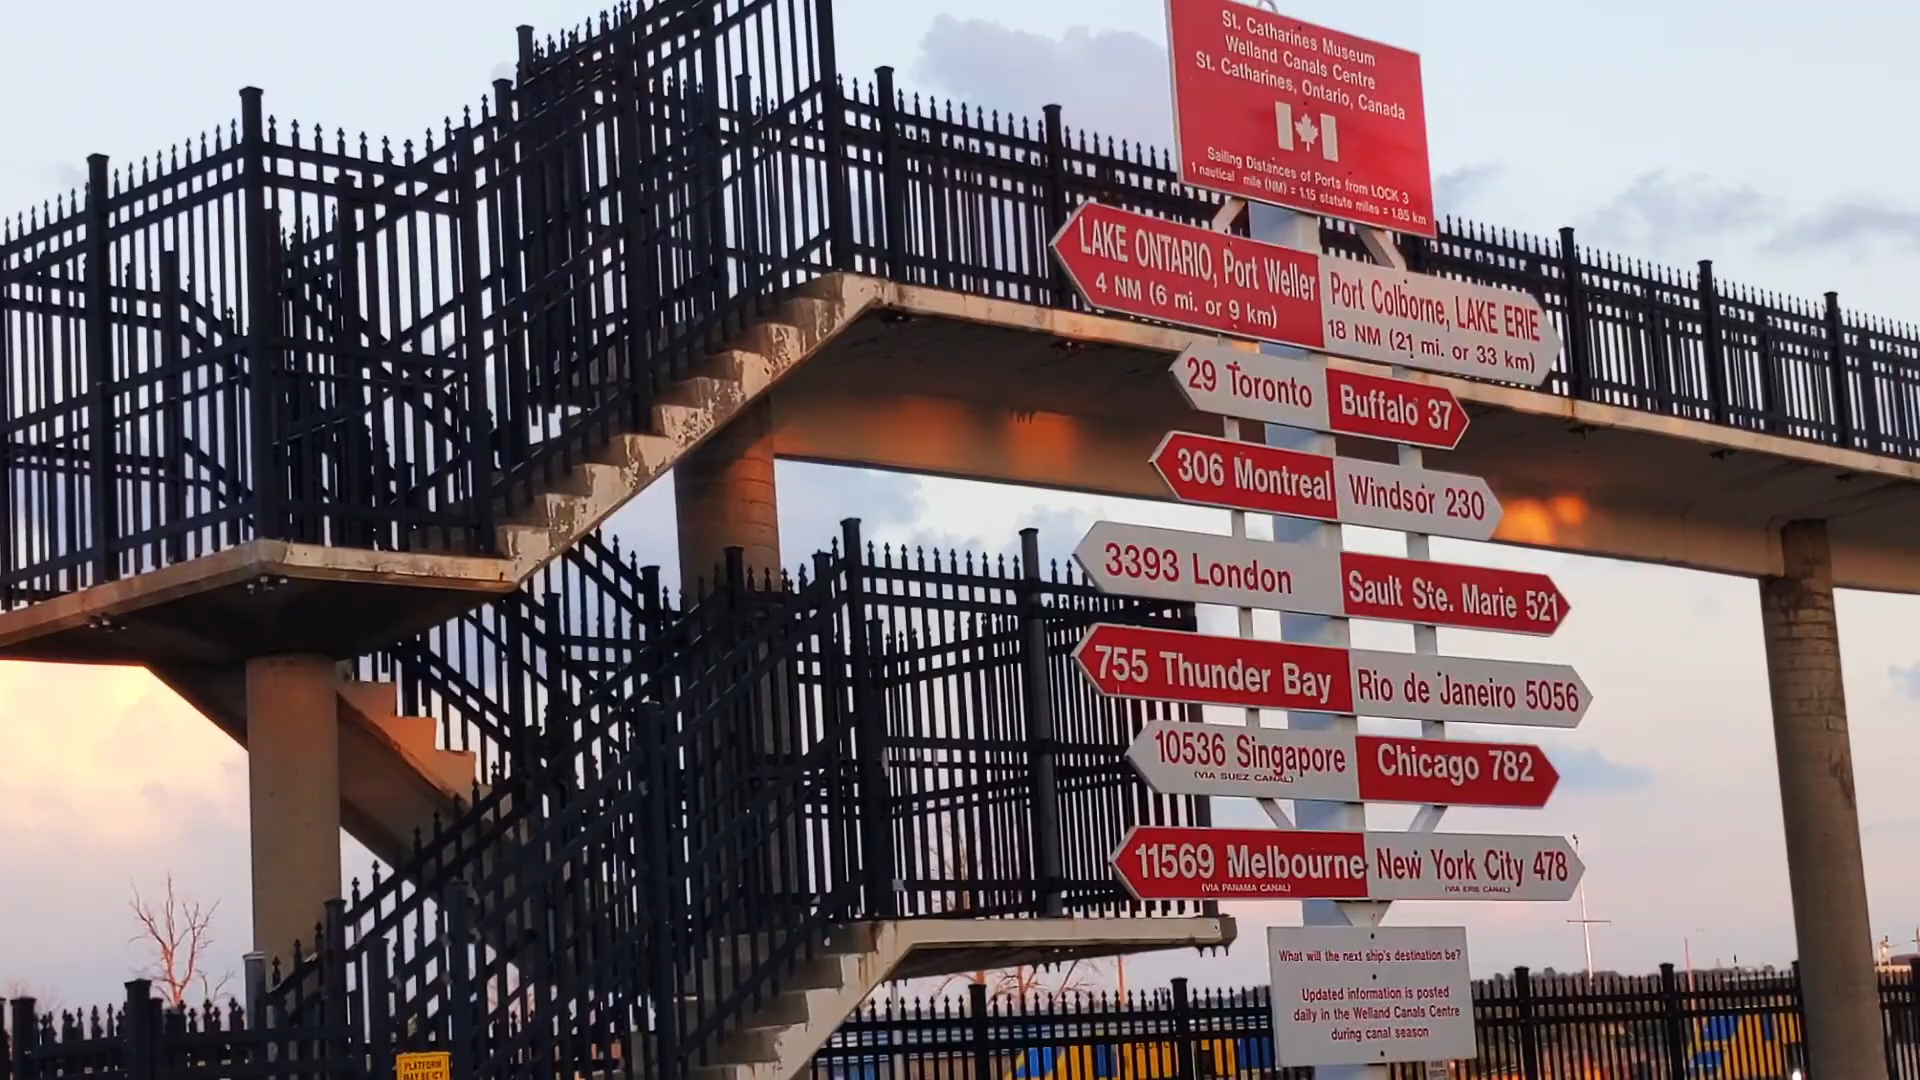 St. Catharines Museum
Welland Canals Centre
St. Catharines, Ontario, Canada
Sailing Distances of Ports from LOCK 3
1 nautical mile (NM) = 1.15 statute miles = 1.85 km
LAKE ONTARIO, Port Weller
4 NM (6 mi. or 9 km)
Port Colborne, LAKE ERIE
18 NM (21 mi. or 33 km)
29 Toronto
Buffalo 37
306 Montreal
Windsor 230
3393 London
Sault Ste. Marie 521
755 Thunder Bay
Rio de Janeiro 5056
10536 Singapore
(VIA SUEZ CANAL)
Chicago 782
11569 Melbourne
(VIA PANAMA CANAL)
New York City 478
(VIA ERIE CANAL)
What will the next ship's destination be?
Updated information is posted
daily in the Welland Canals Centre
during canal season
PLATFORM
MAY BE ICY